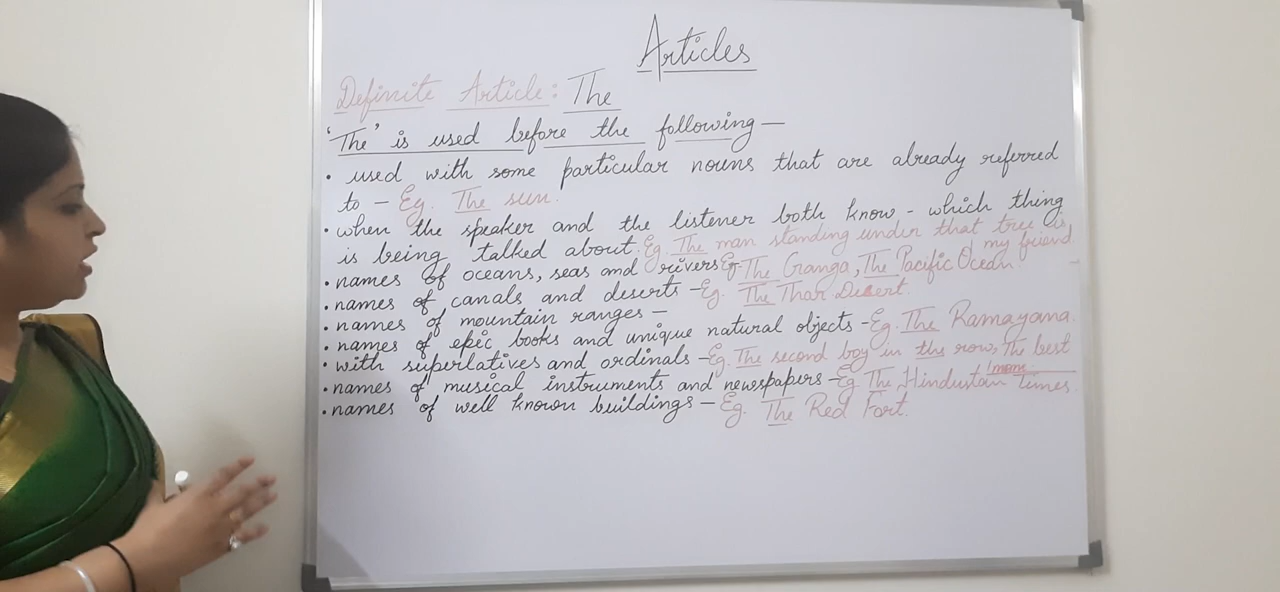 Articles
Definite Article: The
'The' is used before the following —
• used with some particular nouns that are already referred
to – Eg. The sun.
• when the speaker and the listener both know - which thing
is being talked about. Eg. The man standing under that tree is
my friend
• names of oceans, seas and rivers Eg- The Ganga, The Pacific Ocean.
• names of canals and deserts – Eg. The Thar Desert.
• names of mountain ranges –
• names of epic books and unique natural objects – Eg. The Ramayana.
• with superlatives and ordinals – Eg. The second boy in the row, The best
• names of musical instruments and newspapers – Eg The Hindustan Times
• names of well known buildings – Eg. The Red Fort.